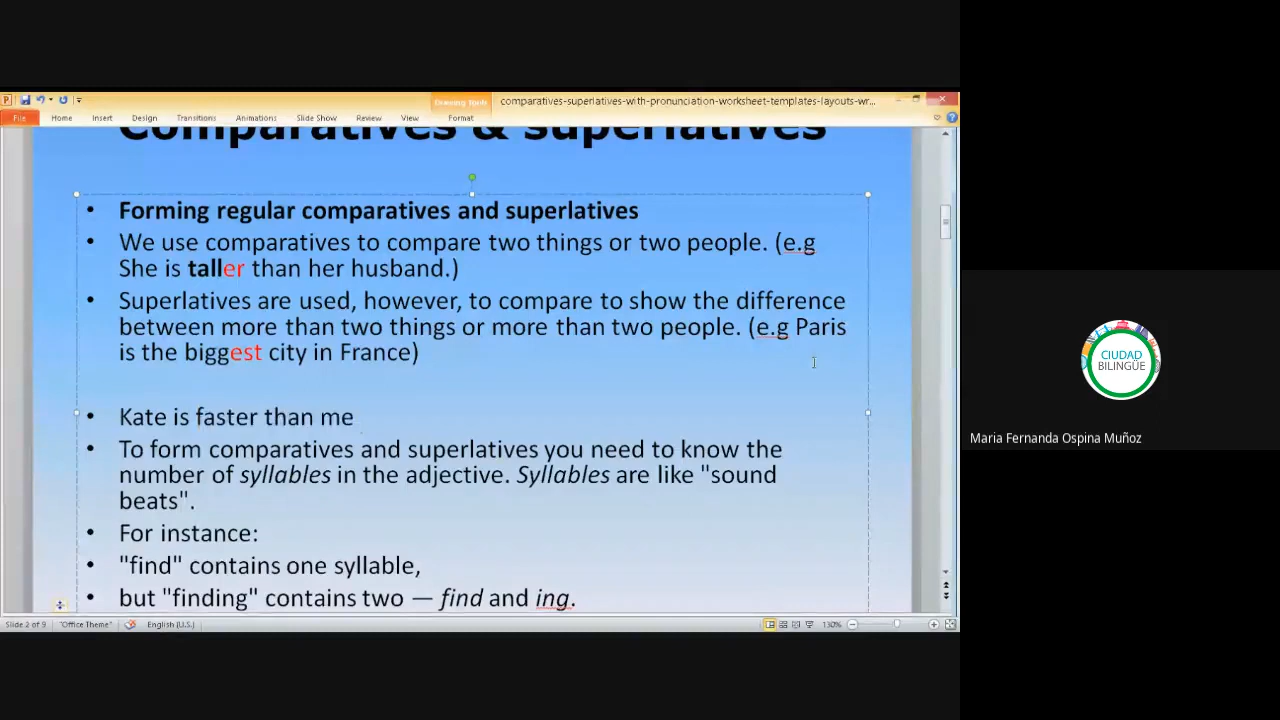 Drawing Tools
comparatives-superlatives-with-pronunciation-worksheet-templates-layouts-wr...
File Home Insert Design Transitions Animations Slide Show Review View Format
Comparatives & superlatives
• Forming regular comparatives and superlatives
• We use comparatives to compare two things or two people. (e.g
She is taller than her husband.)
• Superlatives are used, however, to compare to show the difference
between more than two things or more than two people. (e.g Paris
is the biggest city in France)
• Kate is faster than me
• To form comparatives and superlatives you need to know the
number of syllables in the adjective. Syllables are like "sound
beats".
• For instance:
• "find" contains one syllable,
• but "finding" contains two — find and ing.
Slide 2 of 9 "Office Theme" English (U.S.) 130%
CIUDAD
BILINGÜE
Maria Fernanda Ospina Muñoz